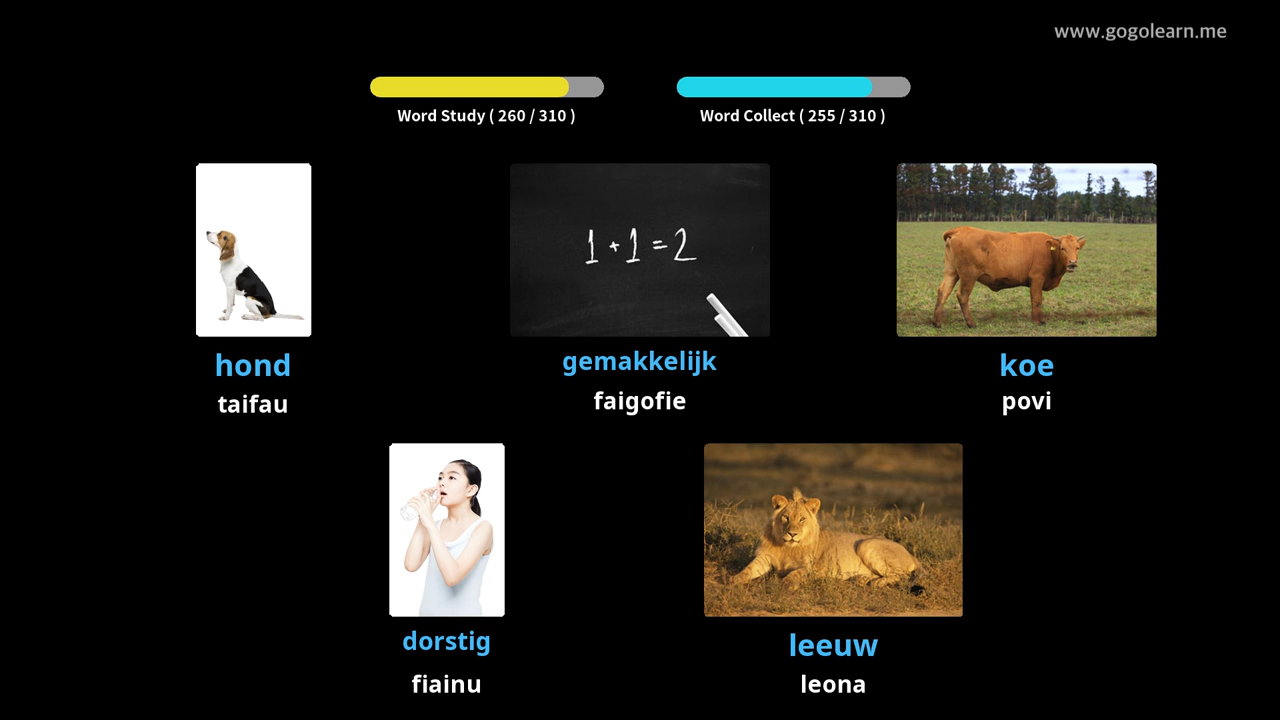 www.gogolearn.me
Word Study ( 260 / 310 )
Word Collect ( 255 / 310 )
1 + 1 = 2
hond
taifau
gemakkelijk
faigofie
koe
povi
dorstig
fiainu
leeuw
leona